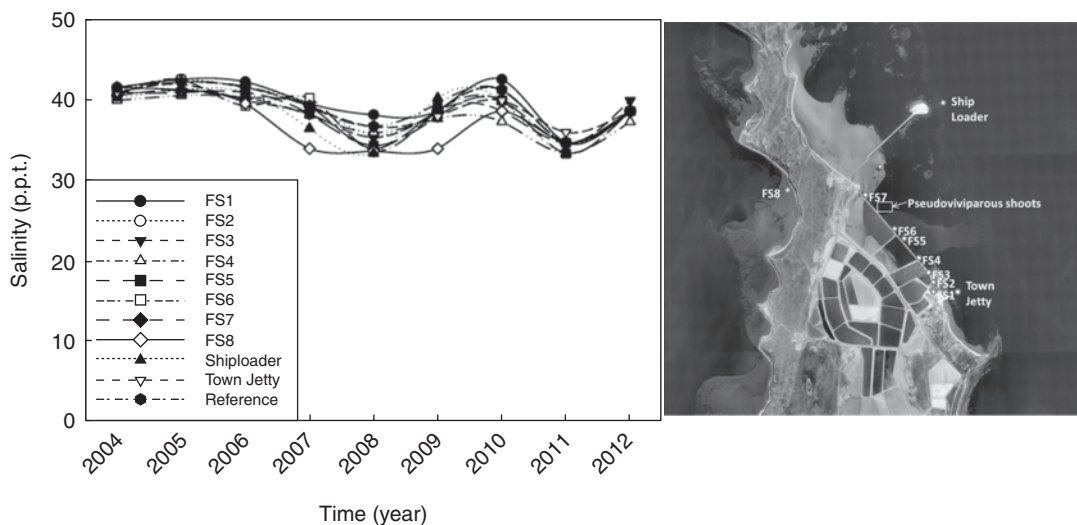 50
40
30
20
10
0
Salinity (p.p.t.)
FS1
FS2
FS3
FS4
FS5
FS6
FS7
FS8
Shiploader
Town Jetty
Reference
2004
2005
2006
2007
2008
2009
2010
2011
2012
Time (year)
Ship
Loader
FS8
FS7
Pseudoviviparous shoots
FS6
FS5
FS4
FS3
FS2
FS1
Town
Jetty